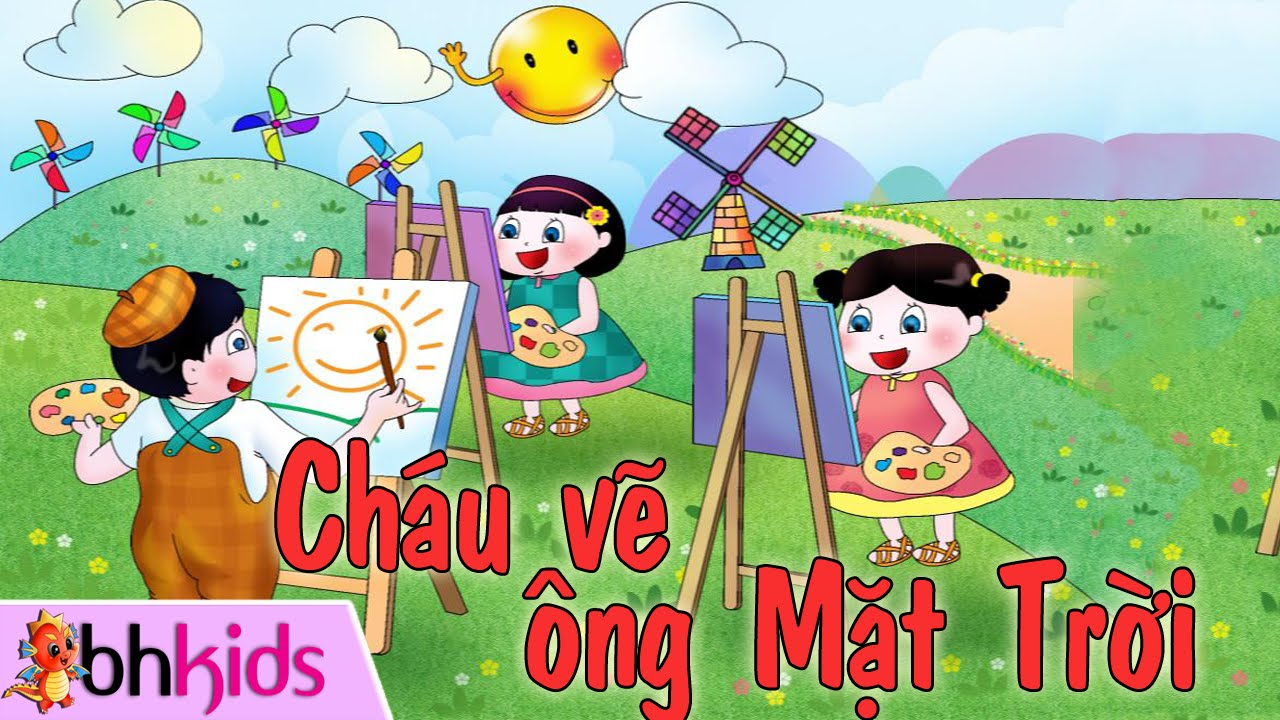 Cháu vẽ
ông Mặt Trời
bhkids